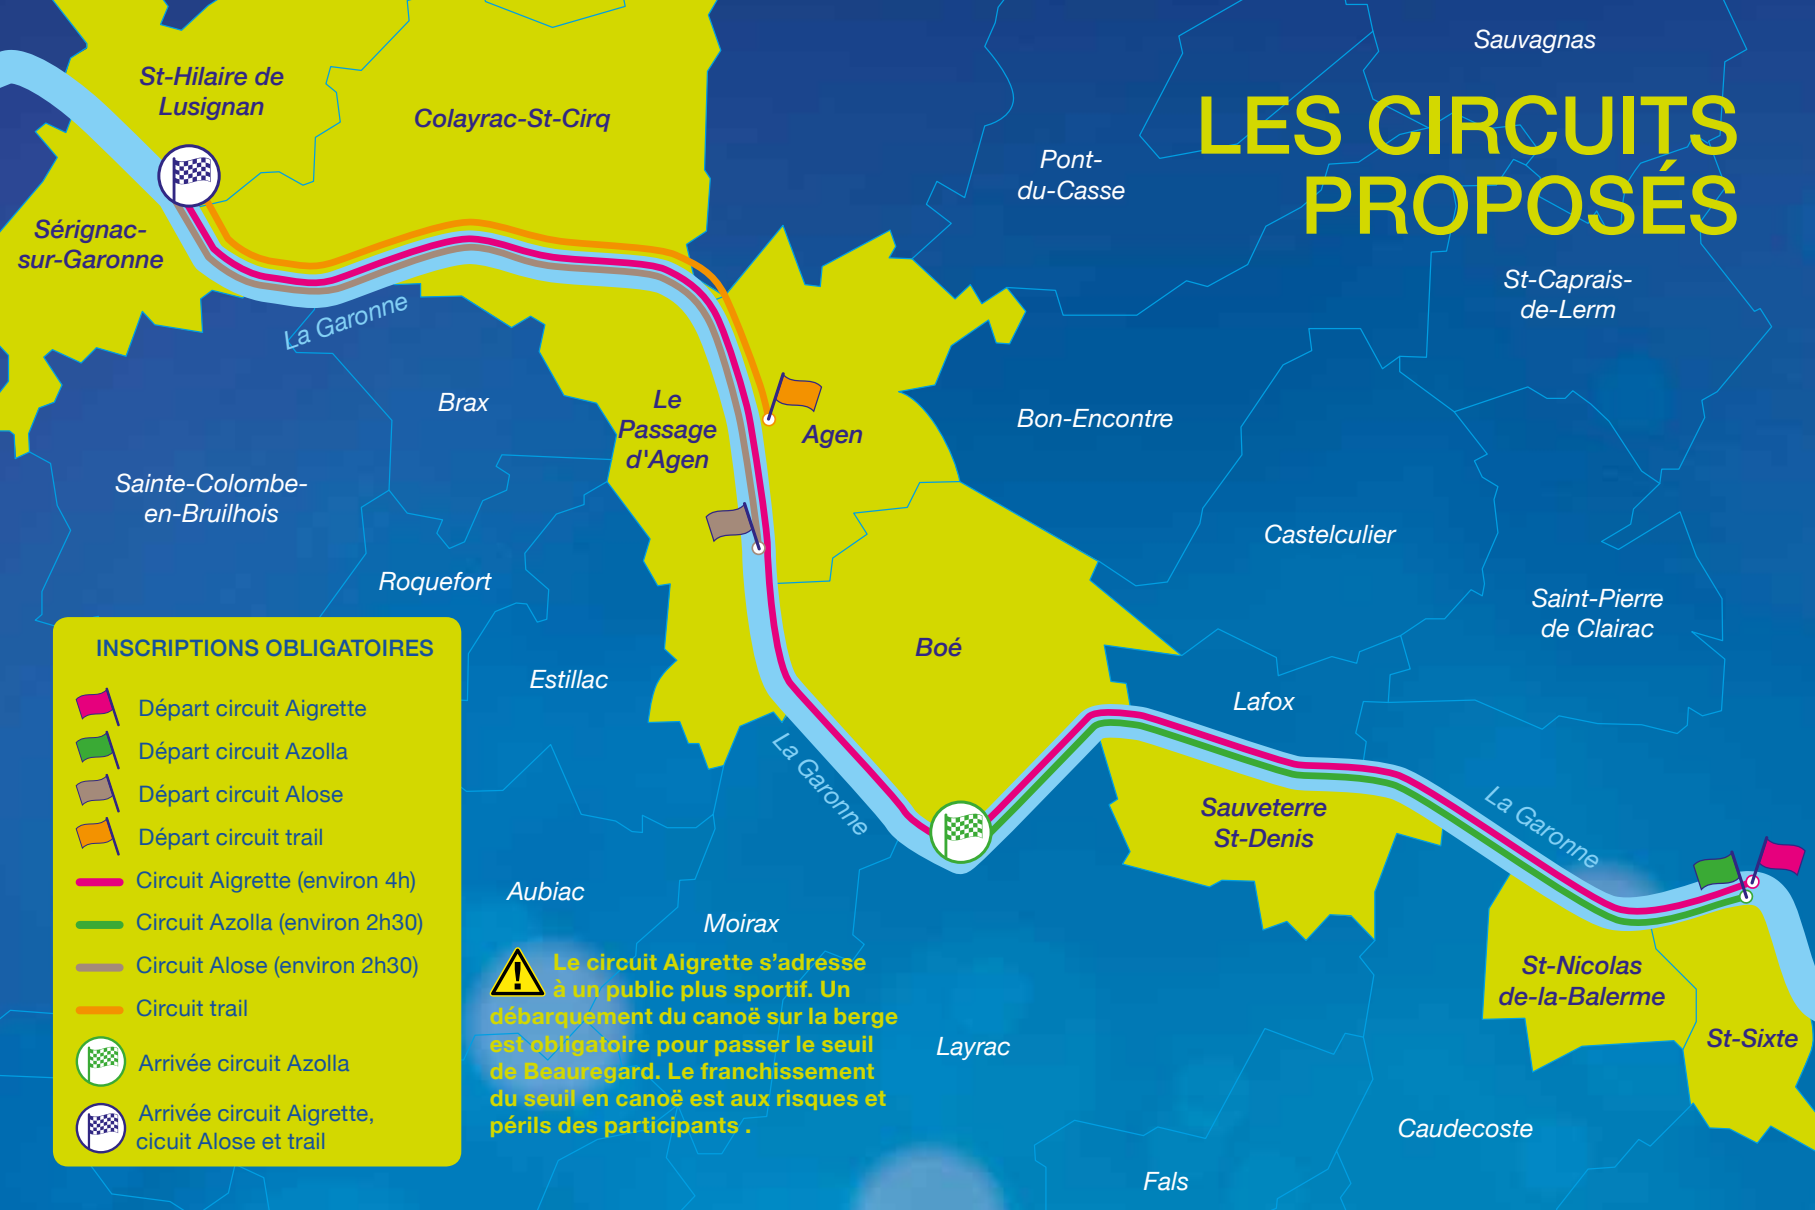 LES CIRCUITS
PROPOSÉS
Sauvagnas
St-Hilaire de
Lusignan
Colayrac-St-Cirq
Pont-
du-Casse
Sérignac-
sur-Garonne
St-Caprais-
de-Lerm
La Garonne
Brax
Le
Passage
d'Agen
Agen
Bon-Encontre
Sainte-Colombe-
en-Bruilhois
Castelculier
Roquefort
Saint-Pierre
de Clairac
Boé
Estillac
Lafox
La Garonne
Sauveterre
St-Denis
La Garonne
Aubiac
Moirax
St-Nicolas
de-la-Balerme
St-Sixte
Layrac
Caudecoste
Fals
INSCRIPTIONS OBLIGATOIRES
Départ circuit Aigrette
Départ circuit Azolla
Départ circuit Alose
Départ circuit trail
Circuit Aigrette (environ 4h)
Circuit Azolla (environ 2h30)
Circuit Alose (environ 2h30)
Circuit trail
Arrivée circuit Azolla
Arrivée circuit Aigrette,
cicuit Alose et trail
Le circuit Aigrette s’adresse
à un public plus sportif. Un
débarquement du canoë sur la berge
est obligatoire pour passer le seuil
de Beauregard. Le franchissement
du seuil en canoë est aux risques et
périls des participants .